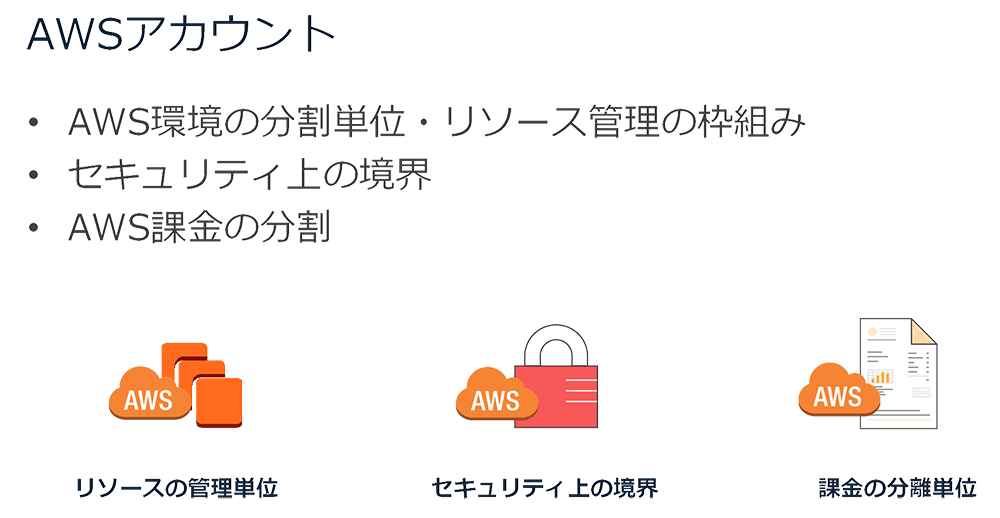 AWSアカウント
• AWS環境の分割単位・リソース管理の枠組み
• セキュリティ上の境界
• AWS課金の分割
AWS
AWS
AWS
リソースの管理単位
セキュリティ上の境界
課金の分離単位